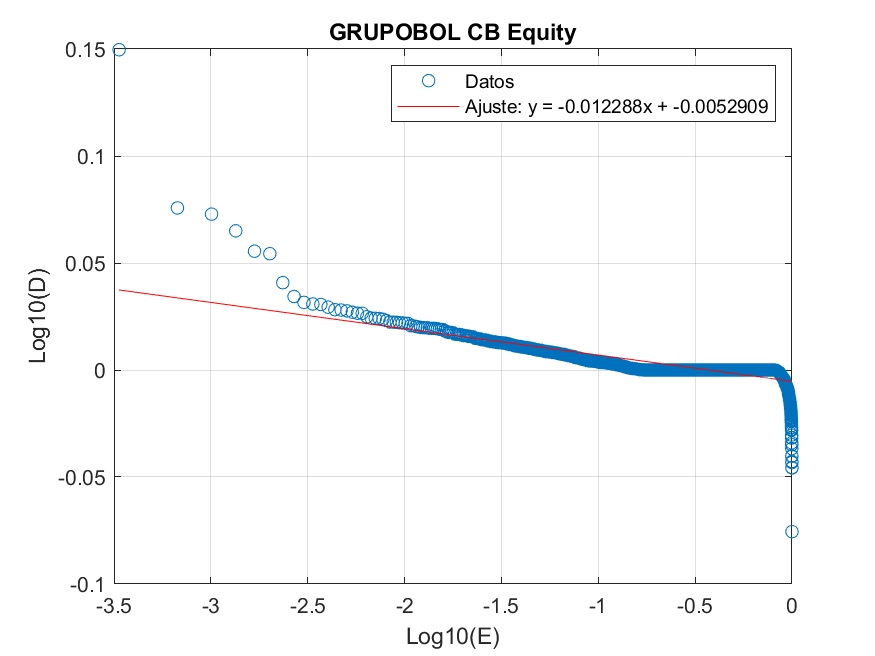 GRUPOBOL CB Equity
Datos
Ajuste: y = -0.012288x + -0.0052909
0.15
0.1
0.05
0
-0.05
-0.1
Log10(D)
-3.5 -3 -2.5 -2 -1.5 -1 -0.5 0
Log10(E)